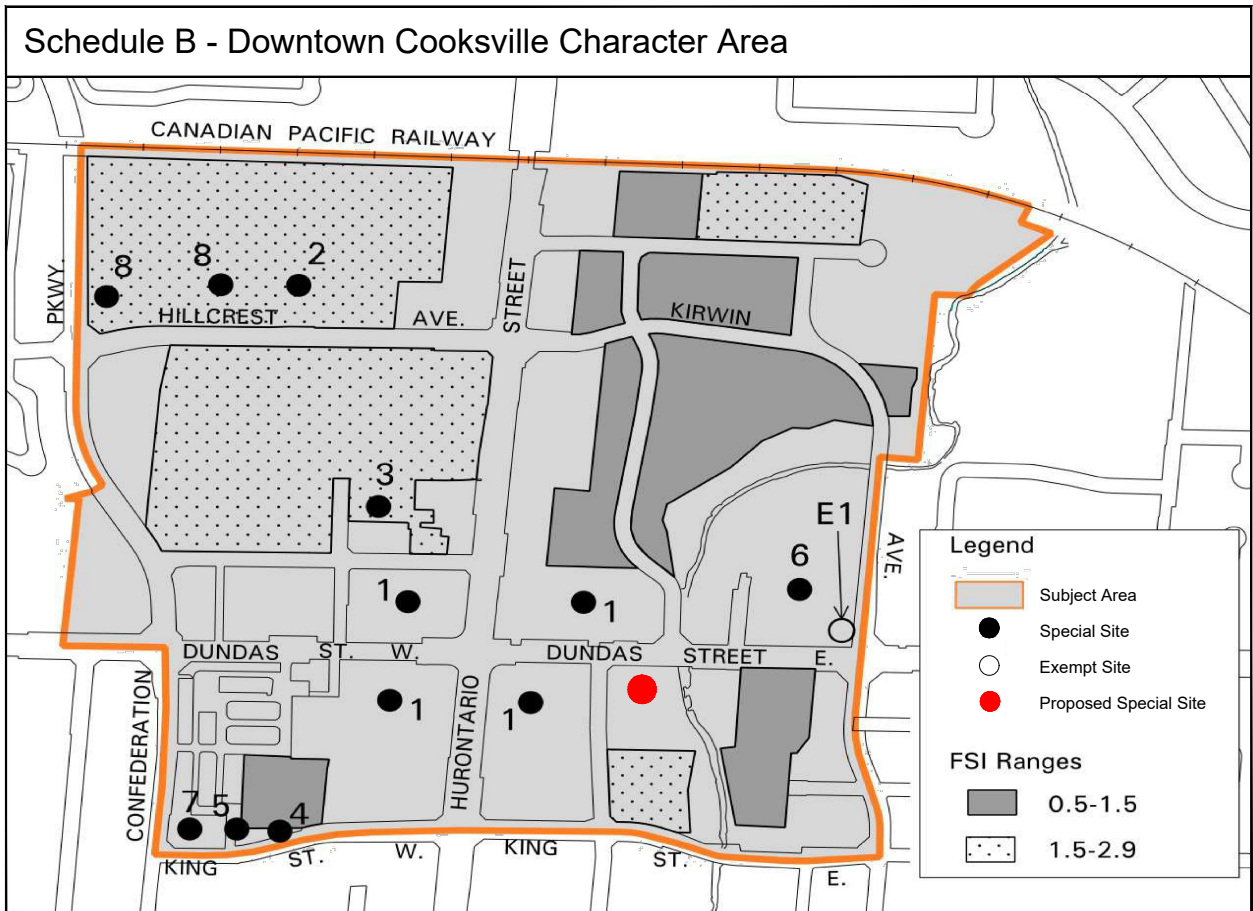 Schedule B - Downtown Cooksville Character Area
CANADIAN PACIFIC RAILWAY
PKWY.
8
8
2
HILLCREST AVE.
STREET
KIRWIN
3
E1
6
AVE.
1
1
DUNDAS ST. W.
DUNDAS STREET E.
CONFEDERATION
HURONTARIO
1
1
7
5
4
KING ST. W.
KING ST. E.
Legend
Subject Area
Special Site
Exempt Site
Proposed Special Site
FSI Ranges
0.5-1.5
1.5-2.9